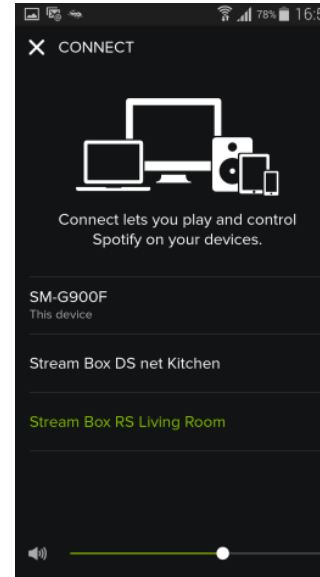 78% 16:5
CONNECT
Connect lets you play and control
Spotify on your devices.
SM-G900F
This device
Stream Box DS net Kitchen
Stream Box RS Living Room